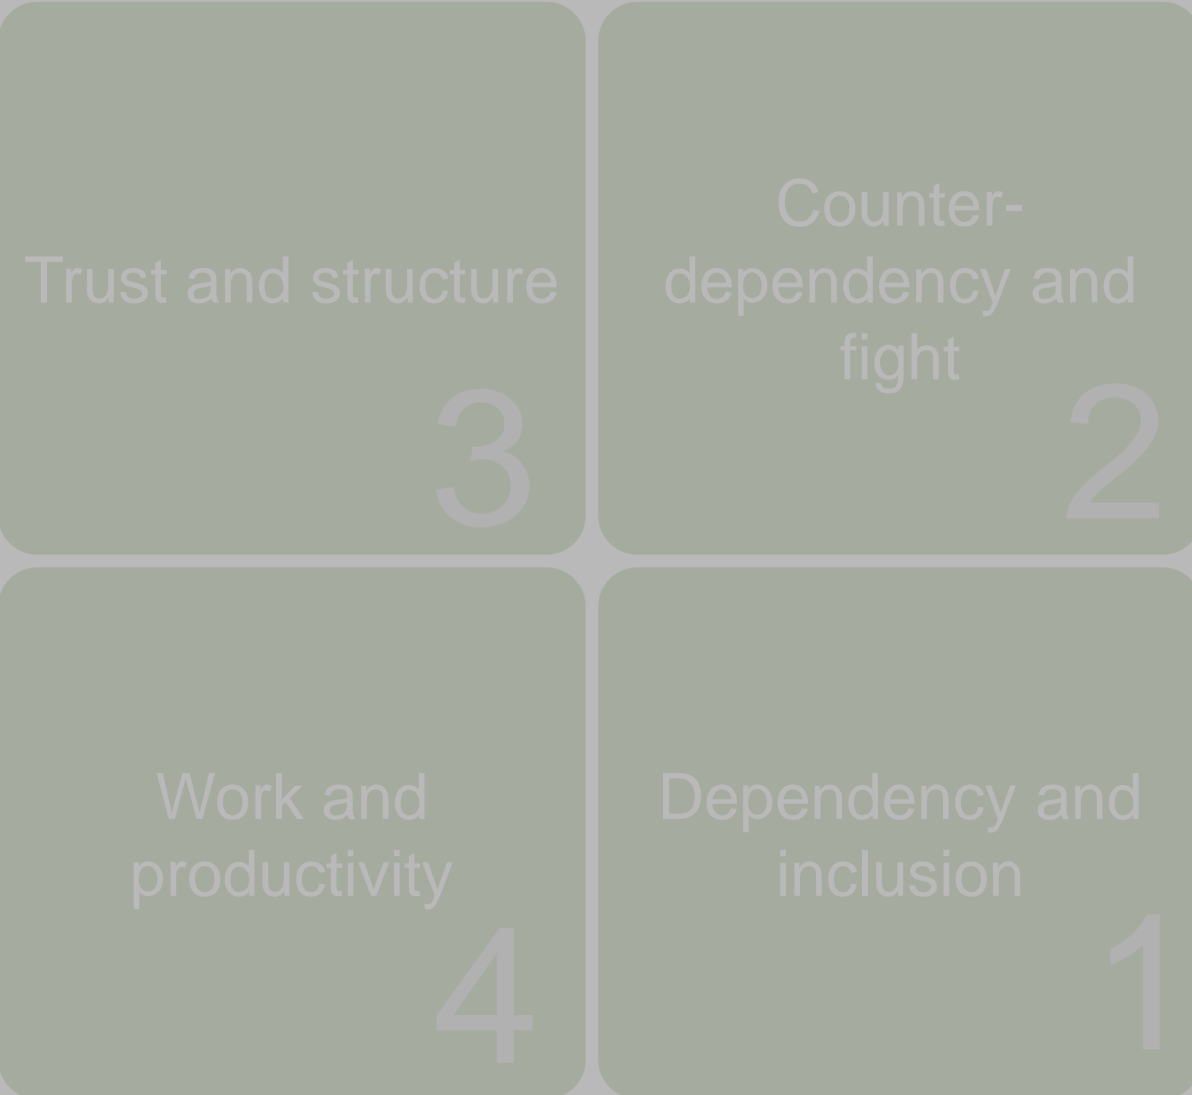 Trust and structure
3
Counter-
dependency and
fight
2
Work and
productivity
4
Dependency and
inclusion
1